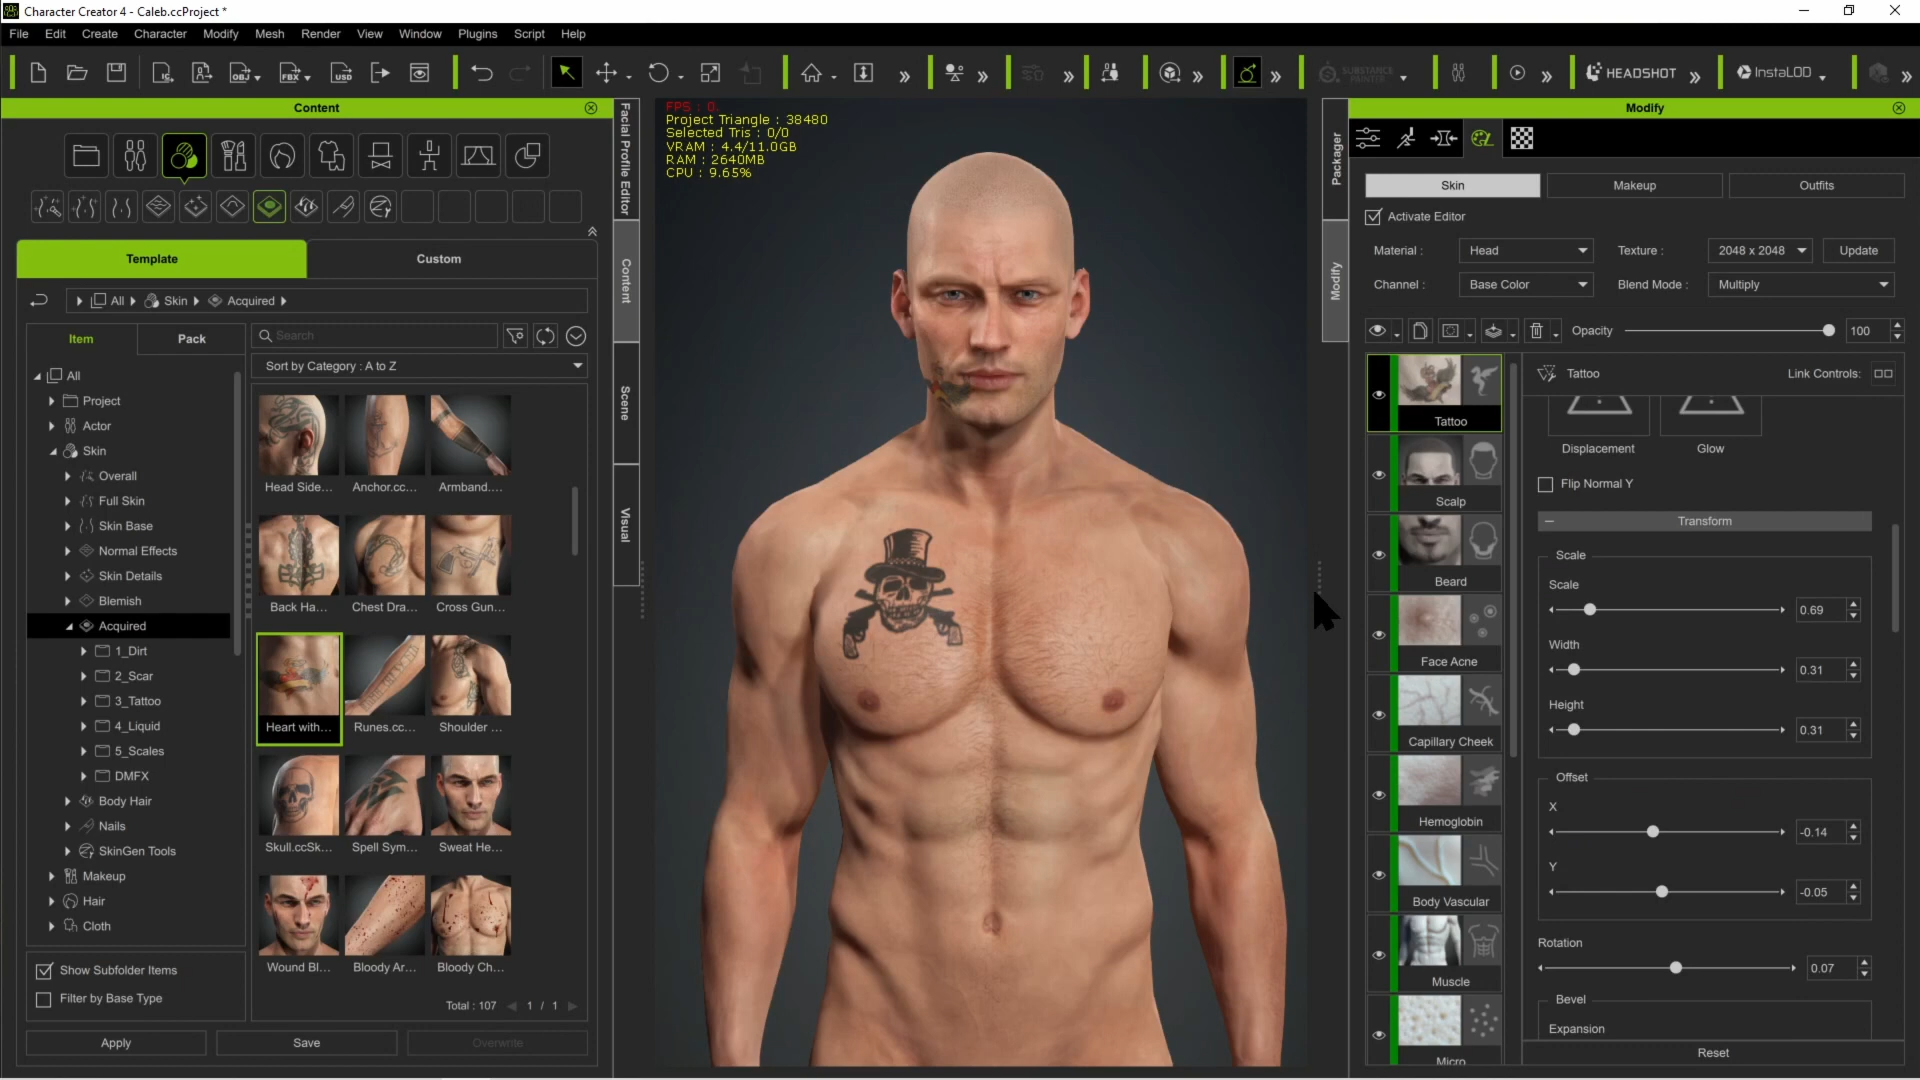 Character Creator 4 - Caleb.ccProject *
File Edit Create Character Modify Mesh Render View Window Plugins Script Help
OBJ FBX USD SUBSTANCE PAINTER HEADSHOT InstaLOD
Content
Template Custom
All Skin Acquired
Item Pack
Search
Sort by Category : A to Z
All
Project
Actor
Skin
Overall
Full Skin
Skin Base
Normal Effects
Skin Details
Blemish
Acquired
1_Dirt
2_Scar
3_Tattoo
4_Liquid
5_Scales
DMFX
Body Hair
Nails
SkinGen Tools
Makeup
Hair
Cloth
Show Subfolder Items
Filter by Base Type
Head Side... Anchor.cc... Armband....
Back Ha... Chest Dra... Cross Gun...
Heart with... Runes.cc... Shoulder ...
Skull.ccSk... Spell Sym... Sweat He...
Wound Bl... Bloody Ar... Bloody Ch...
Total : 107 1 / 1
Apply Save Overwrite
Facial Profile Editor
Content
Scene
Visual
FPS : 0.
Project Triangle : 38480
Selected Tris : 0/0
VRAM : 4.4/11.0GB
RAM : 2640MB
CPU : 9.65%
Packager
Modify
Modify
Skin Makeup Outfits
Activate Editor
Material : Head Texture : 2048 x 2048 Update
Channel : Base Color Blend Mode : Multiply
Opacity 100
Tattoo
Scalp
Beard
Face Acne
Capillary Cheek
Hemoglobin
Body Vascular
Muscle
Micro
Tattoo Link Controls:
Displacement Glow
Flip Normal Y
Transform
Scale
Scale
0.69
Width
0.31
Height
0.31
Offset
X
-0.14
Y
-0.05
Rotation
0.07
Bevel
Expansion
Reset